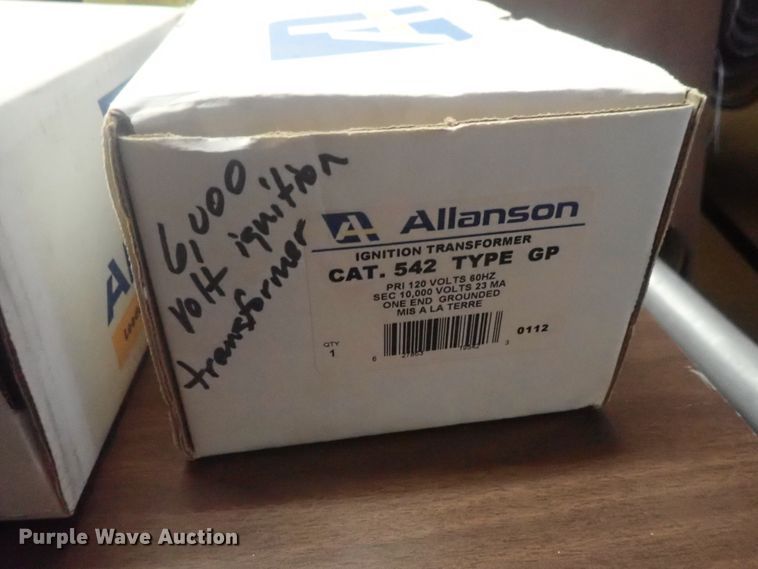 6,000
volt ignition
transformer
Allanson
IGNITION TRANSFORMER
CAT. 542 TYPE GP
PRI 120 VOLTS 60HZ
SEC 10,000 VOLTS 23 MA
ONE END GROUNDED
MIS A LA TERRE
QTY
1
0112
Purple Wave Auction